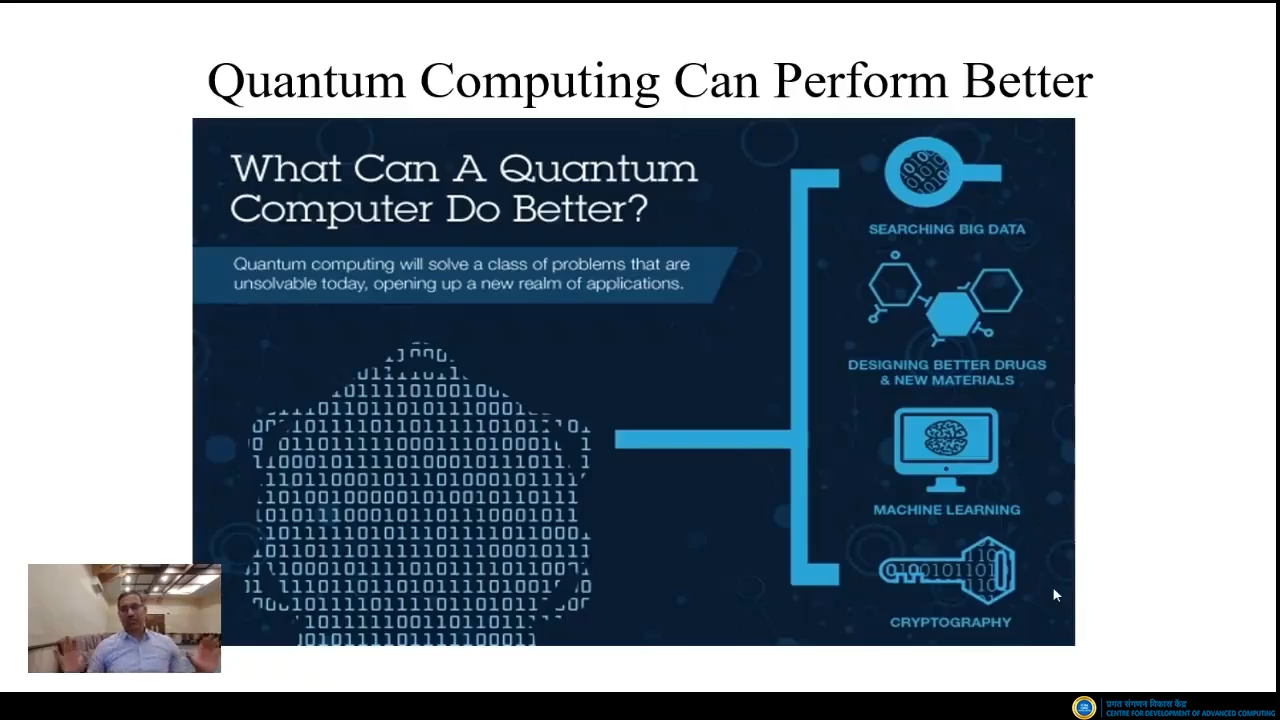 Quantum Computing Can Perform Better
What Can A Quantum
Computer Do Better?
Quantum computing will solve a class of problems that are
unsolvable today, opening up a new realm of applications.
SEARCHING BIG DATA
DESIGNING BETTER DRUGS
& NEW MATERIALS
MACHINE LEARNING
CRYPTOGRAPHY
प्रगत संगणन विकास केंद्र
CENTRE FOR DEVELOPMENT OF ADVANCED COMPUTING